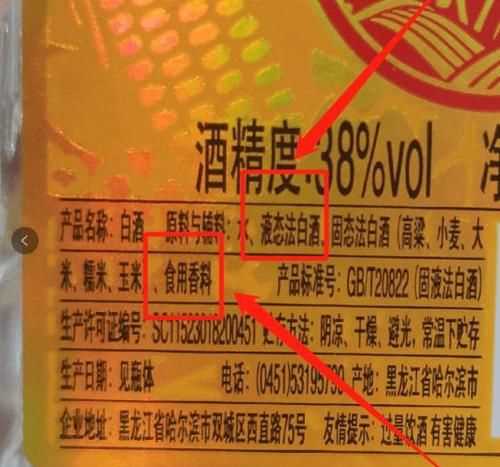 酒精度:38%vol 净
产品名称：白酒 原料与辅料：水、液态法白酒、固态法白酒（高粱、小麦、大
米、糯米、玉米）、食用香料 产品标准号：GB/T20822（固液法白酒）
生产许可证编号：SC11523018200451 贮存方法：阴凉、干燥、避光，常温下贮存
生产日期：见瓶体 电话：(0451)53195799 产地：黑龙江省哈尔滨市
企业地址：黑龙江省哈尔滨市双城区西直路75号 友情提示：过量饮酒 有害健康